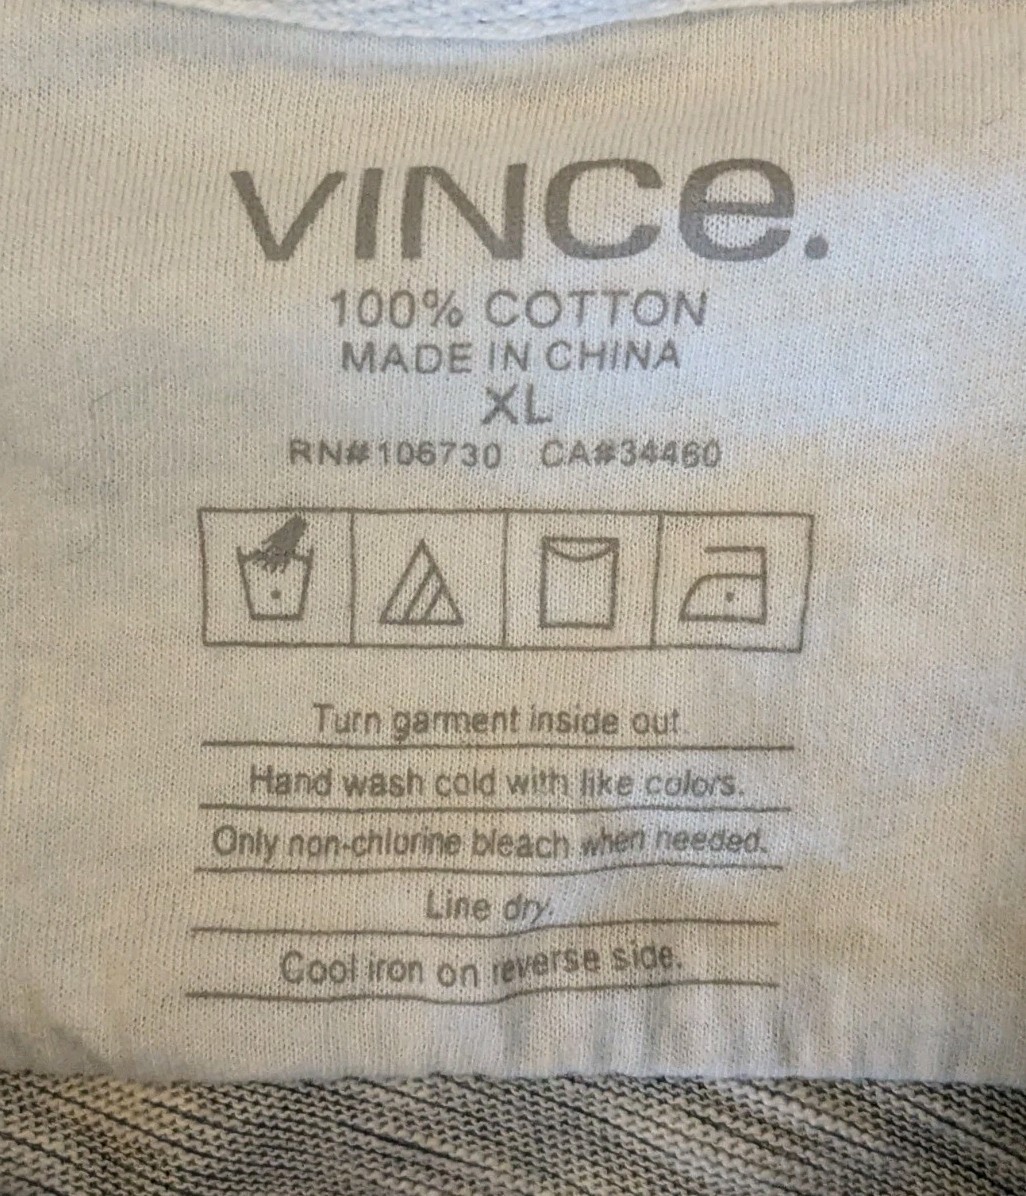 VINCe.
100% COTTON
MADE IN CHINA
XL
RN#106730 CA#34460
Turn garment inside out
Hand wash cold with like colors.
Only non-chlorine bleach when needed.
Line dry.
Cool iron on reverse side.